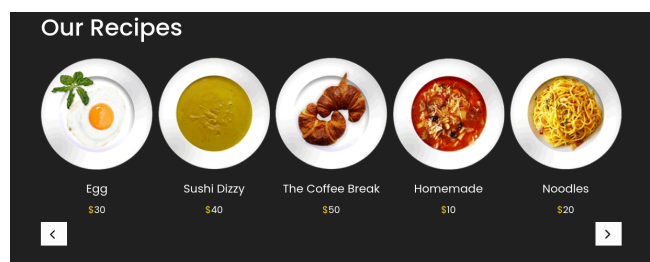 Our Recipes
Egg
Sushi Dizzy
The Coffee Break
Homemade
Noodles
$30
$40
$50
$10
$20